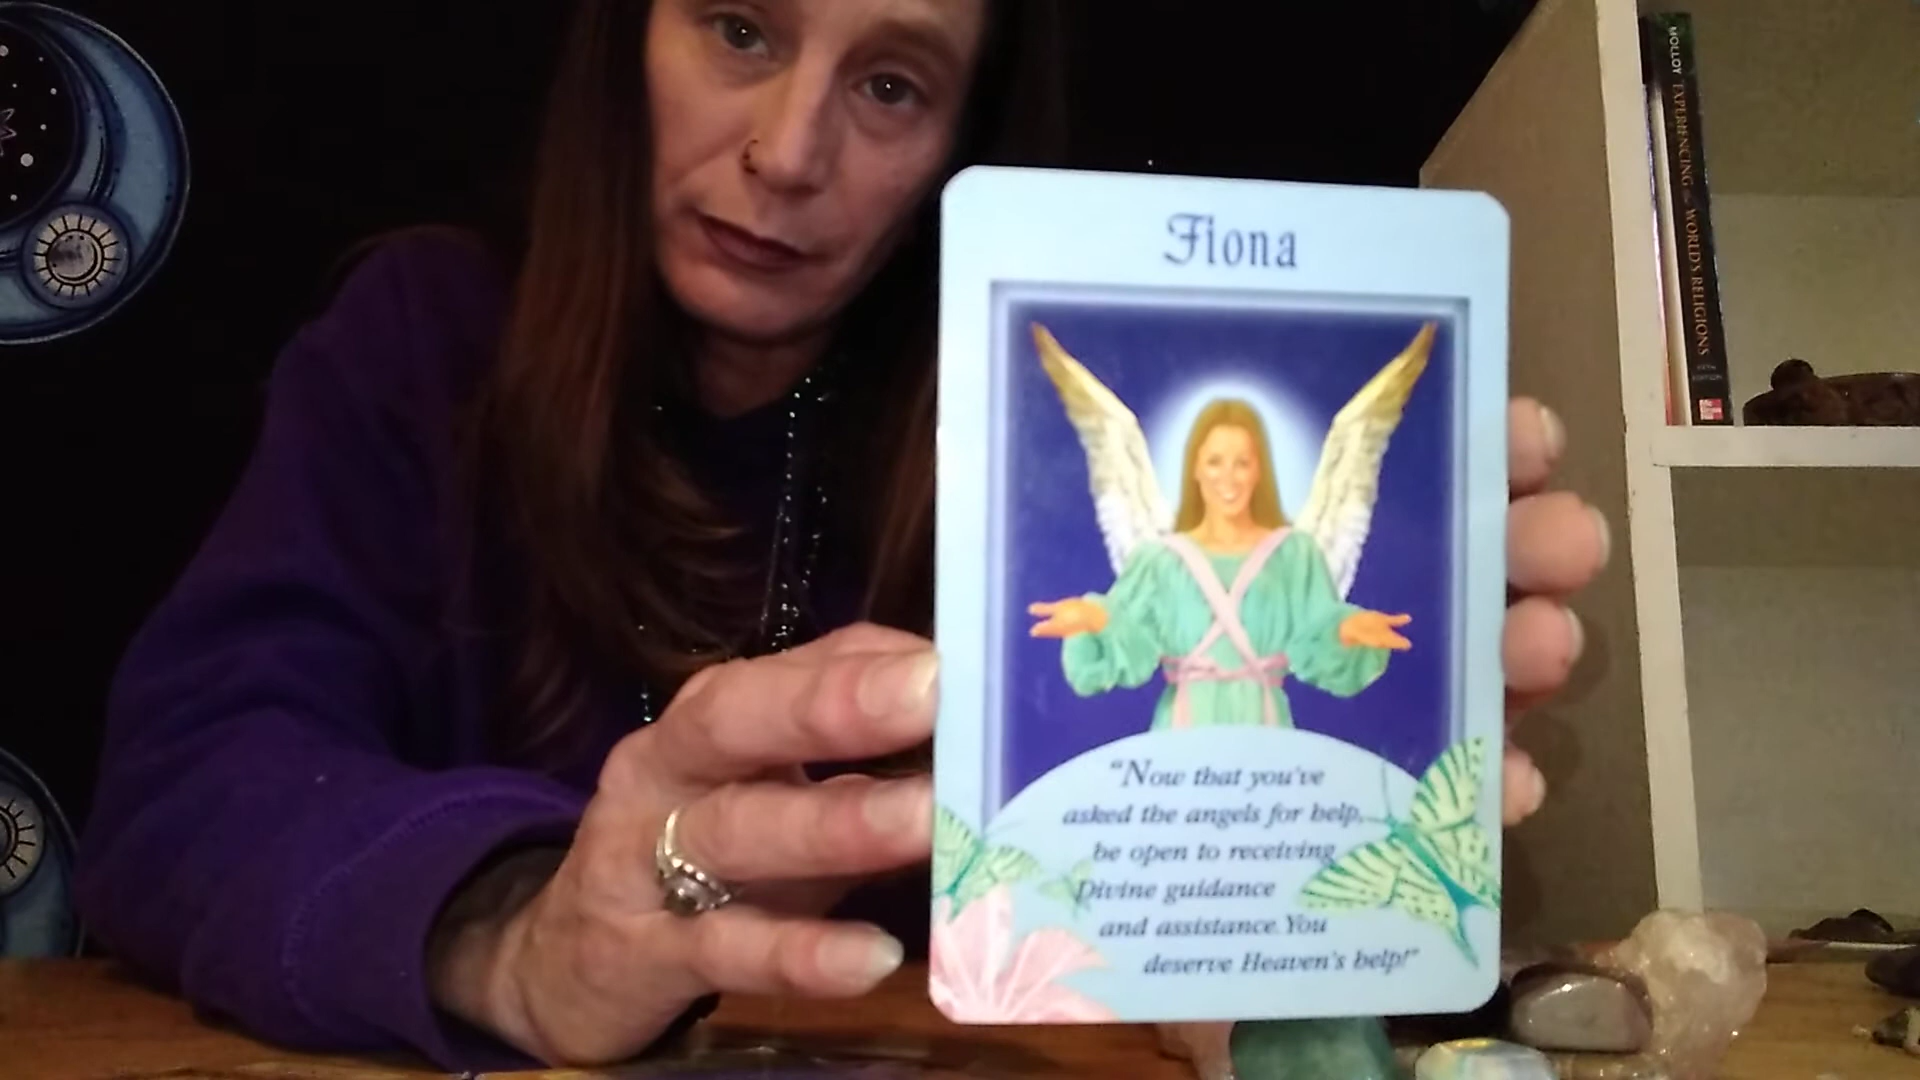 Fiona
"Now that you've
asked the angels for help,
be open to receiving
Divine guidance
and assistance. You
deserve Heaven's help!"
MOLLOY EXPERIENCING the WORLD'S RELIGIONS
EDITION